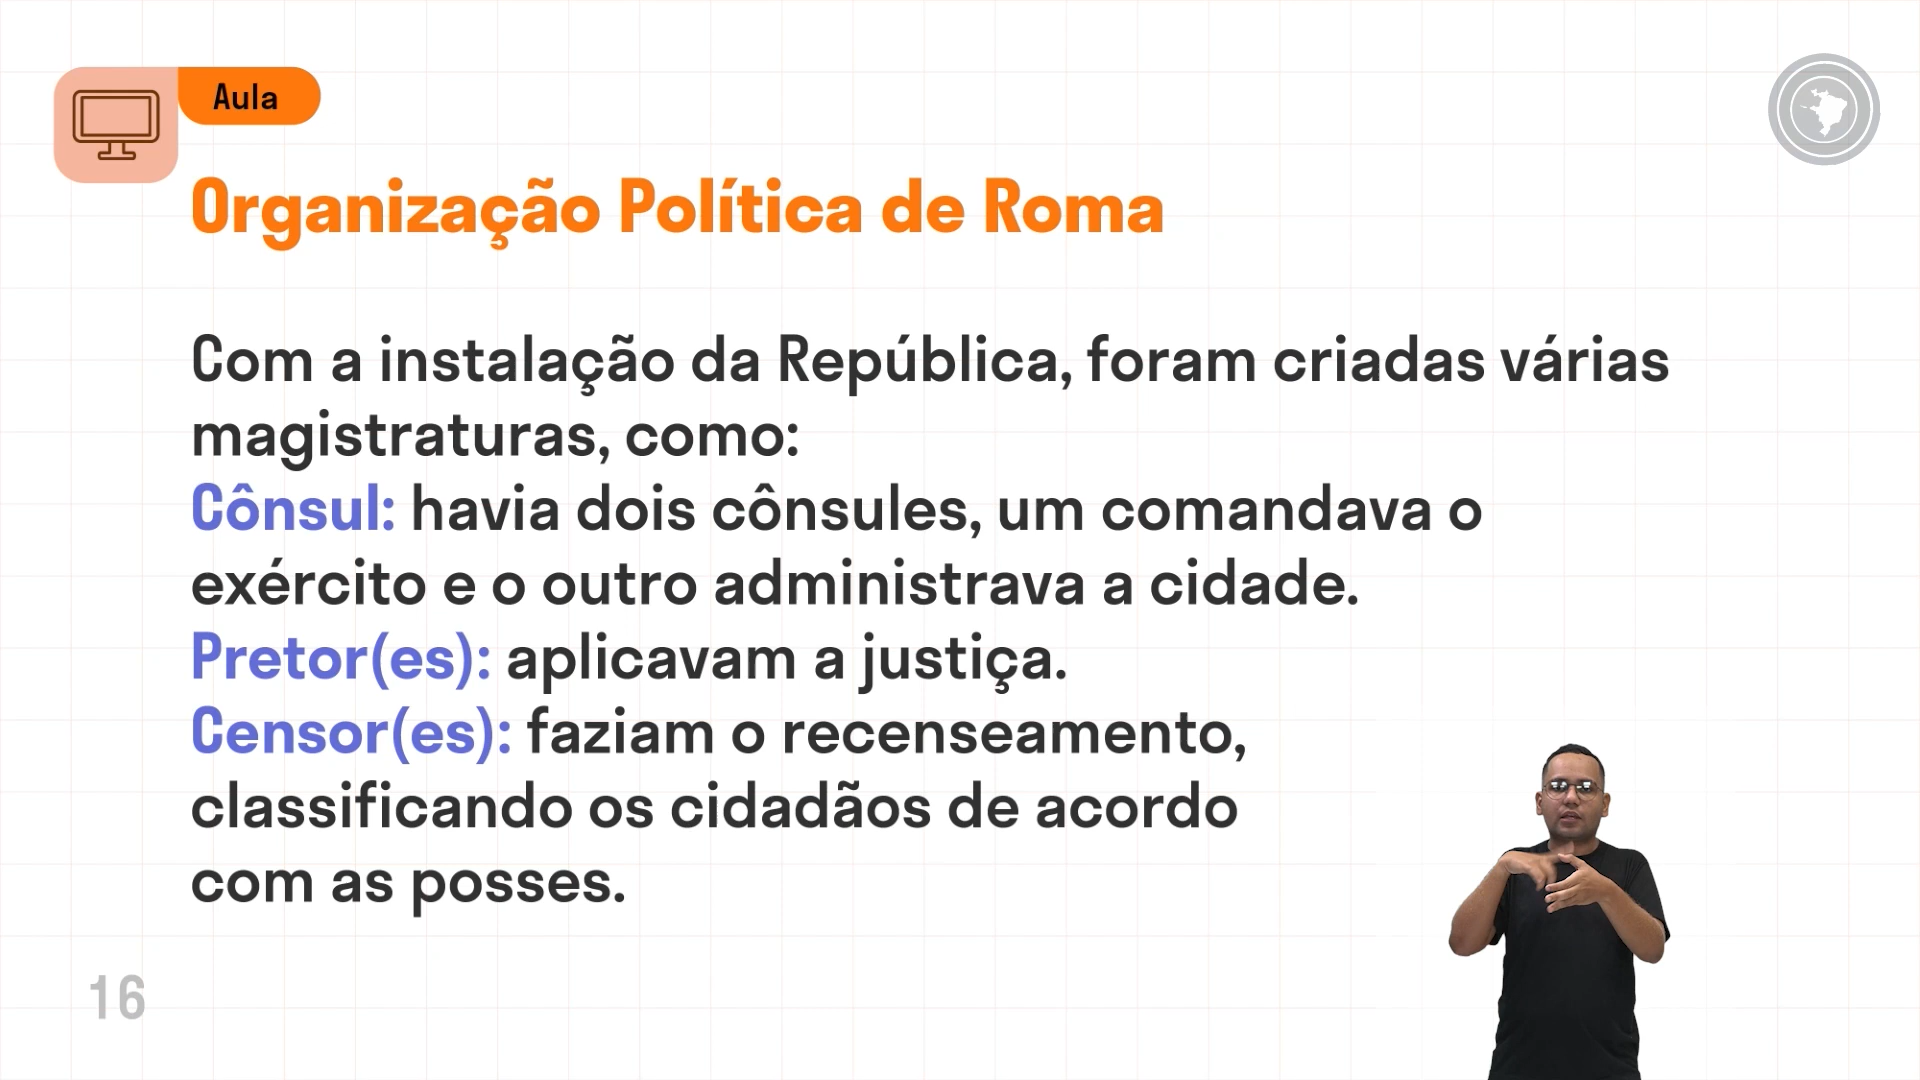 Aula
Organização Política de Roma
Com a instalação da República, foram criadas várias
magistraturas, como:
Cônsul: havia dois cônsules, um comandava o
exército e o outro administrava a cidade.
Pretor(es): aplicavam a justiça.
Censor(es): faziam o recenseamento,
classificando os cidadãos de acordo
com as posses.
16